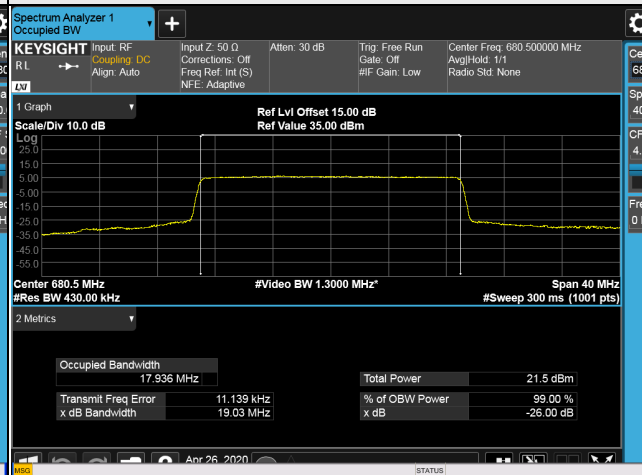 Spectrum Analyzer 1
Occupied BW
KEYSIGHT
RL
LXI
Input: RF
Coupling: DC
Align: Auto
Input Z: 50 Ω
Corrections: Off
Freq Ref: Int (S)
NFE: Adaptive
Atten: 30 dB
Trig: Free Run
Gate: Off
#IF Gain: Low
Center Freq: 680.500000 MHz
Avg|Hold: 1/1
Radio Std: None
1 Graph
Scale/Div 10.0 dB
Ref Lvl Offset 15.00 dB
Ref Value 35.00 dBm
Log
25.0
15.0
5.00
-5.00
-15.0
-25.0
-35.0
-45.0
-55.0
Center 680.5 MHz
#Res BW 430.00 kHz
#Video BW 1.3000 MHz*
Span 40 MHz
#Sweep 300 ms (1001 pts)
2 Metrics
Occupied Bandwidth
17.936 MHz
Transmit Freq Error 11.139 kHz
x dB Bandwidth 19.03 MHz
Total Power 21.5 dBm
% of OBW Power 99.00 %
x dB -26.00 dB
Apr 26, 2020
MSG
STATUS